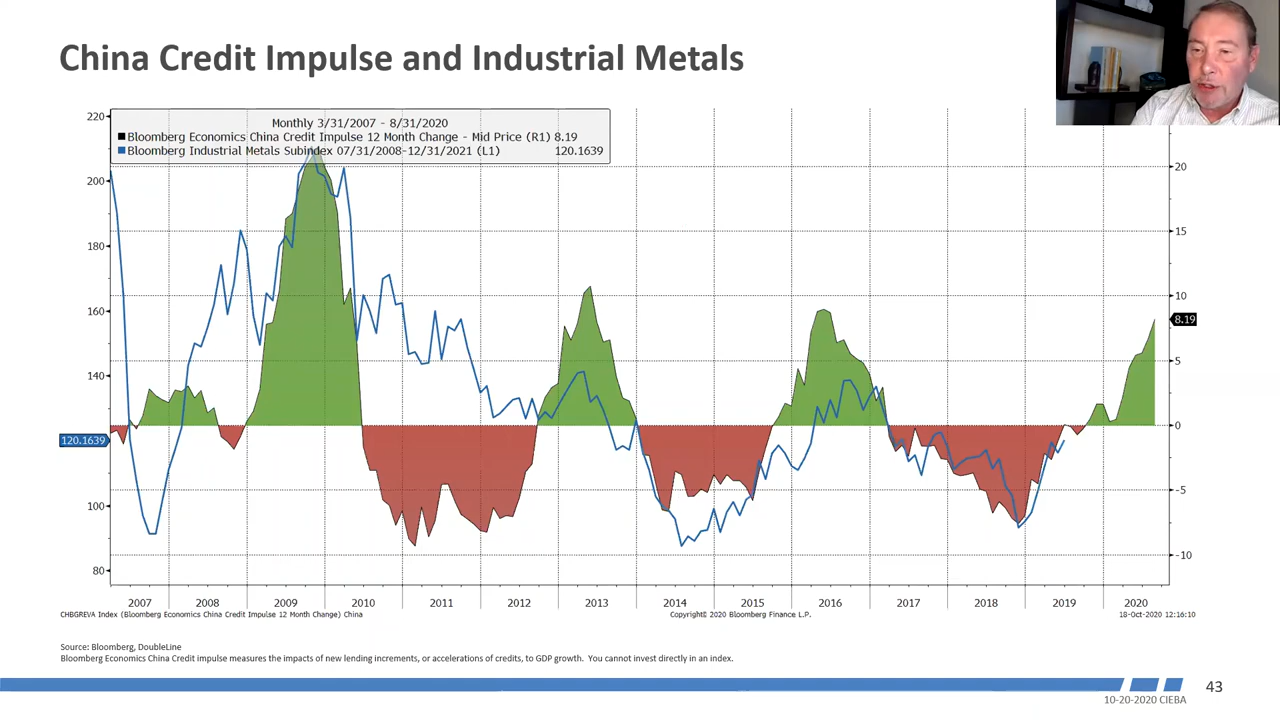 China Credit Impulse and Industrial Metals
Monthly 3/31/2007 - 8/31/2020
Bloomberg Economics China Credit Impulse 12 Month Change - Mid Price (R1) 8.19
Bloomberg Industrial Metals Subindex 07/31/2008-12/31/2021 (L1) 120.1639
220
200
180
160
140
120.1639
100
80
20
15
10
8.19
5
0
-5
-10
2007 2008 2009 2010 2011 2012 2013 2014 2015 2016 2017 2018 2019 2020
CHBGREVA Index (Bloomberg Economics China Credit Impulse 12 Month Change) China Copyright© 2020 Bloomberg Finance L.P. 18-Oct-2020 12:16:10
Source: Bloomberg, DoubleLine
Bloomberg Economics China Credit impulse measures the impacts of new lending increments, or accelerations of credits, to GDP growth. You cannot invest directly in an index.
43
10-20-2020 CIEBA